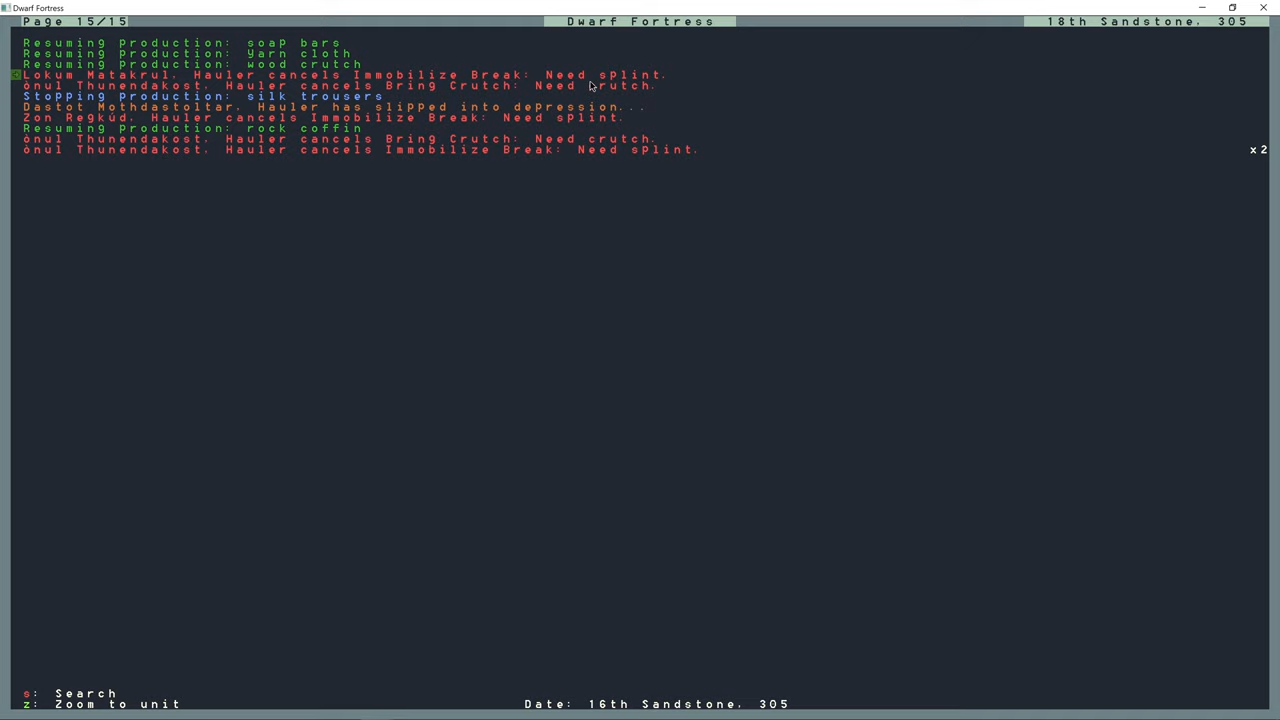 Dwarf Fortress
Page 15/15 Dwarf Fortress 18th Sandstone, 305
Resuming Production: soap bars
Resuming Production: yarn cloth
Resuming Production: wood crutch
Lokum Matakrul, Hauler cancels Immobilize Break: Need splint.
ònul Thunendakost, Hauler cancels Bring Crutch: Need crutch.
Stopping Production: silk trousers
Dastot Mothdastoltar, Hauler has slipped into depression...
Zon Regkûd, Hauler cancels Immobilize Break: Need splint.
Resuming Production: rock coffin
ònul Thunendakost, Hauler cancels Bring Crutch: Need crutch.
ònul Thunendakost, Hauler cancels Immobilize Break: Need splint. x2
s: Search
z: Zoom to unit Date: 16th Sandstone, 305